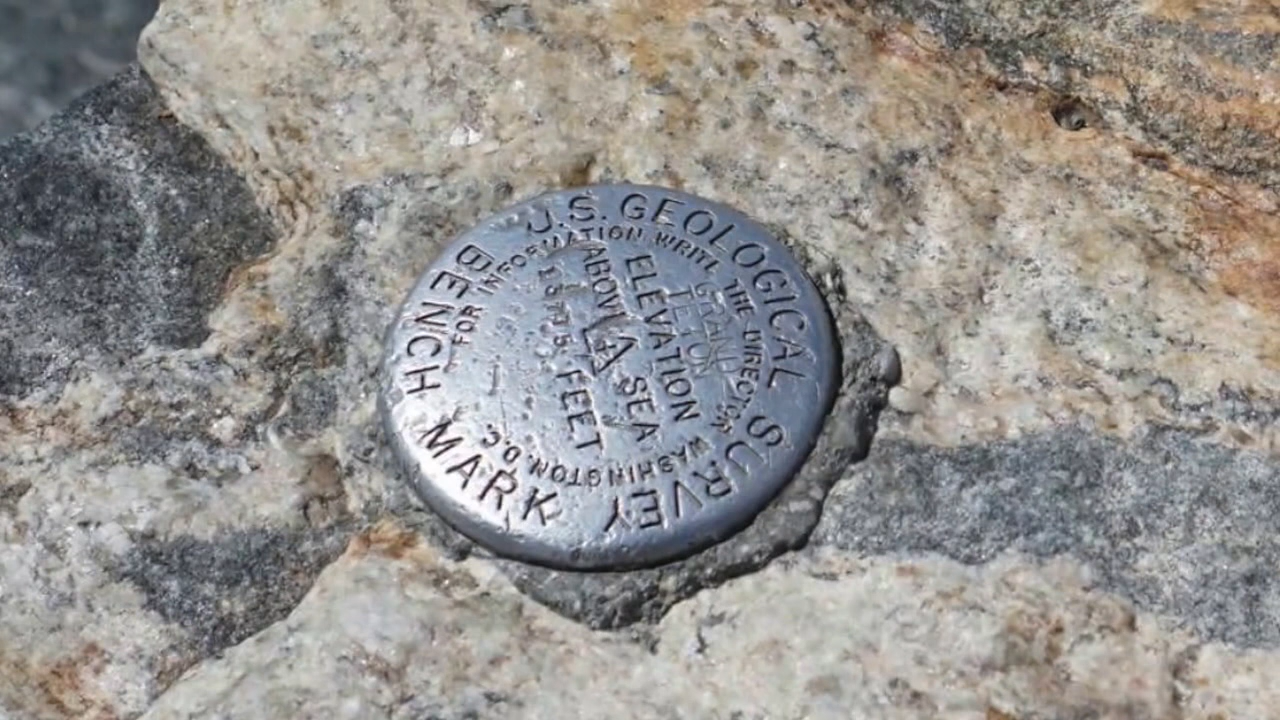 U.S. GEOLOGICAL SURVEY
FOR INFORMATION WRITE THE DIRECTOR
WASHINGTON, D.C.
GRAND
TETON
ELEVATION
ABOVE SEA
FEET
BENCH MARK